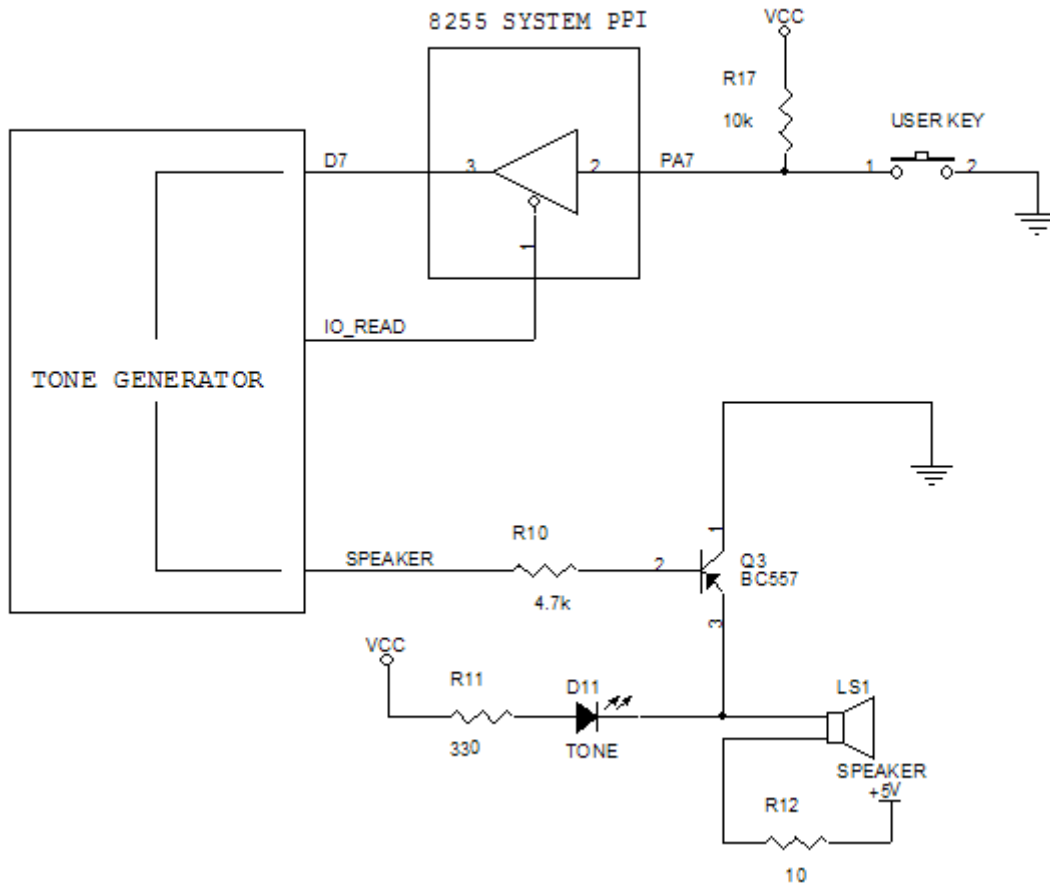 8255 SYSTEM PPI
VCC
R17
10k
USER KEY
D7
3
2
PA7
1
2
1
IO_READ
TONE GENERATOR
1
SPEAKER
R10
4.7k
2
Q3
BC557
3
VCC
R11
330
D11
TONE
LS1
SPEAKER
+5V
R12
10